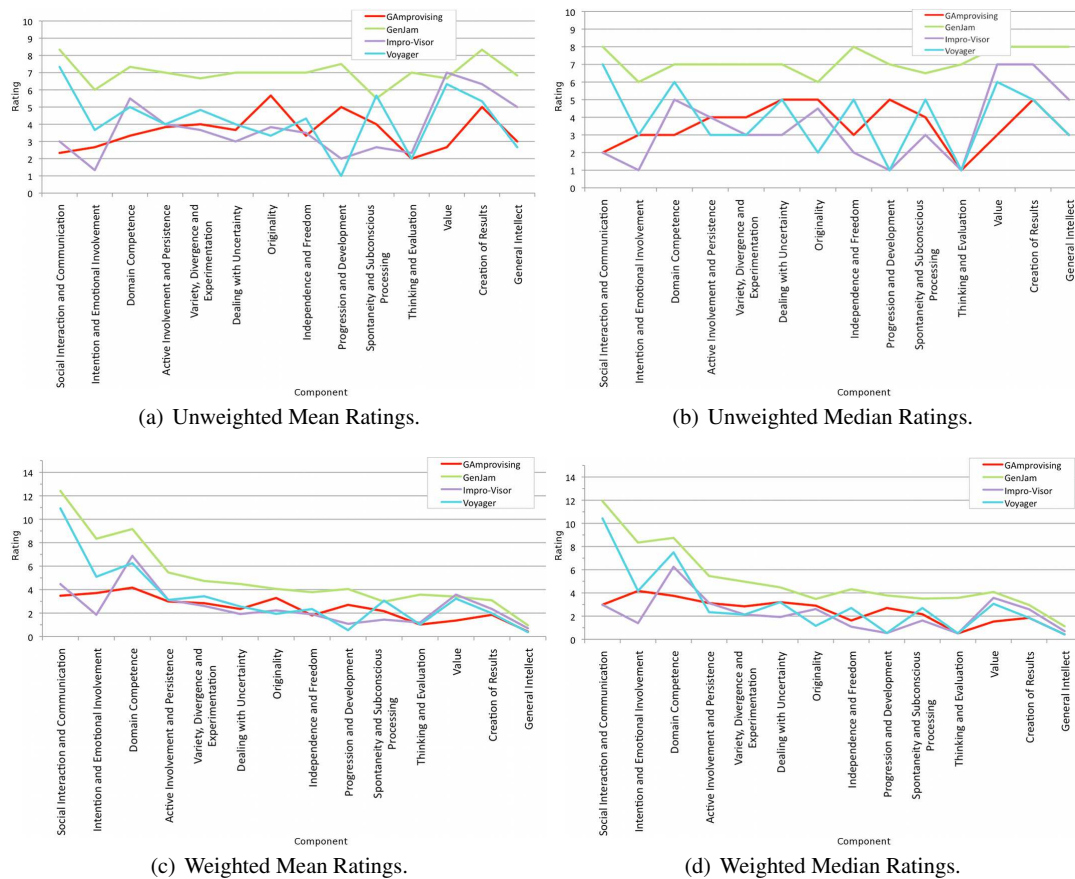 GAmprovising
GenJam
Impro-Visor
Voyager
10
9
8
7
6
5
4
3
2
1
0
Rating
Social Interaction and Communication
Intention and Emotional Involvement
Domain Competence
Active Involvement and Persistence
Variety, Divergence and
Experimentation
Dealing with Uncertainty
Originality
Independence and Freedom
Progression and Development
Spontaneity and Subconscious
Processing
Thinking and Evaluation
Value
Creation of Results
General Intellect
Component
(a) Unweighted Mean Ratings.
GAmprovising
GenJam
Impro-Visor
Voyager
10
9
8
7
6
5
4
3
2
1
0
Rating
Social Interaction and Communication
Intention and Emotional Involvement
Domain Competence
Active Involvement and Persistence
Variety, Divergence and
Experimentation
Dealing with Uncertainty
Originality
Independence and Freedom
Progression and Development
Spontaneity and Subconscious
Processing
Thinking and Evaluation
Value
Creation of Results
General Intellect
Component
(b) Unweighted Median Ratings.
GAmprovising
GenJam
Impro-Visor
Voyager
14
12
10
8
6
4
2
0
Rating
Social Interaction and Communication
Intention and Emotional Involvement
Domain Competence
Active Involvement and Persistence
Variety, Divergence and
Experimentation
Dealing with Uncertainty
Originality
Independence and Freedom
Progression and Development
Spontaneity and Subconscious
Processing
Thinking and Evaluation
Value
Creation of Results
General Intellect
Component
(c) Weighted Mean Ratings.
GAmprovising
GenJam
Impro-Visor
Voyager
14
12
10
8
6
4
2
0
Rating
Social Interaction and Communication
Intention and Emotional Involvement
Domain Competence
Active Involvement and Persistence
Variety, Divergence and
Experimentation
Dealing with Uncertainty
Originality
Independence and Freedom
Progression and Development
Spontaneity and Subconscious
Processing
Thinking and Evaluation
Value
Creation of Results
General Intellect
Component
(d) Weighted Median Ratings.